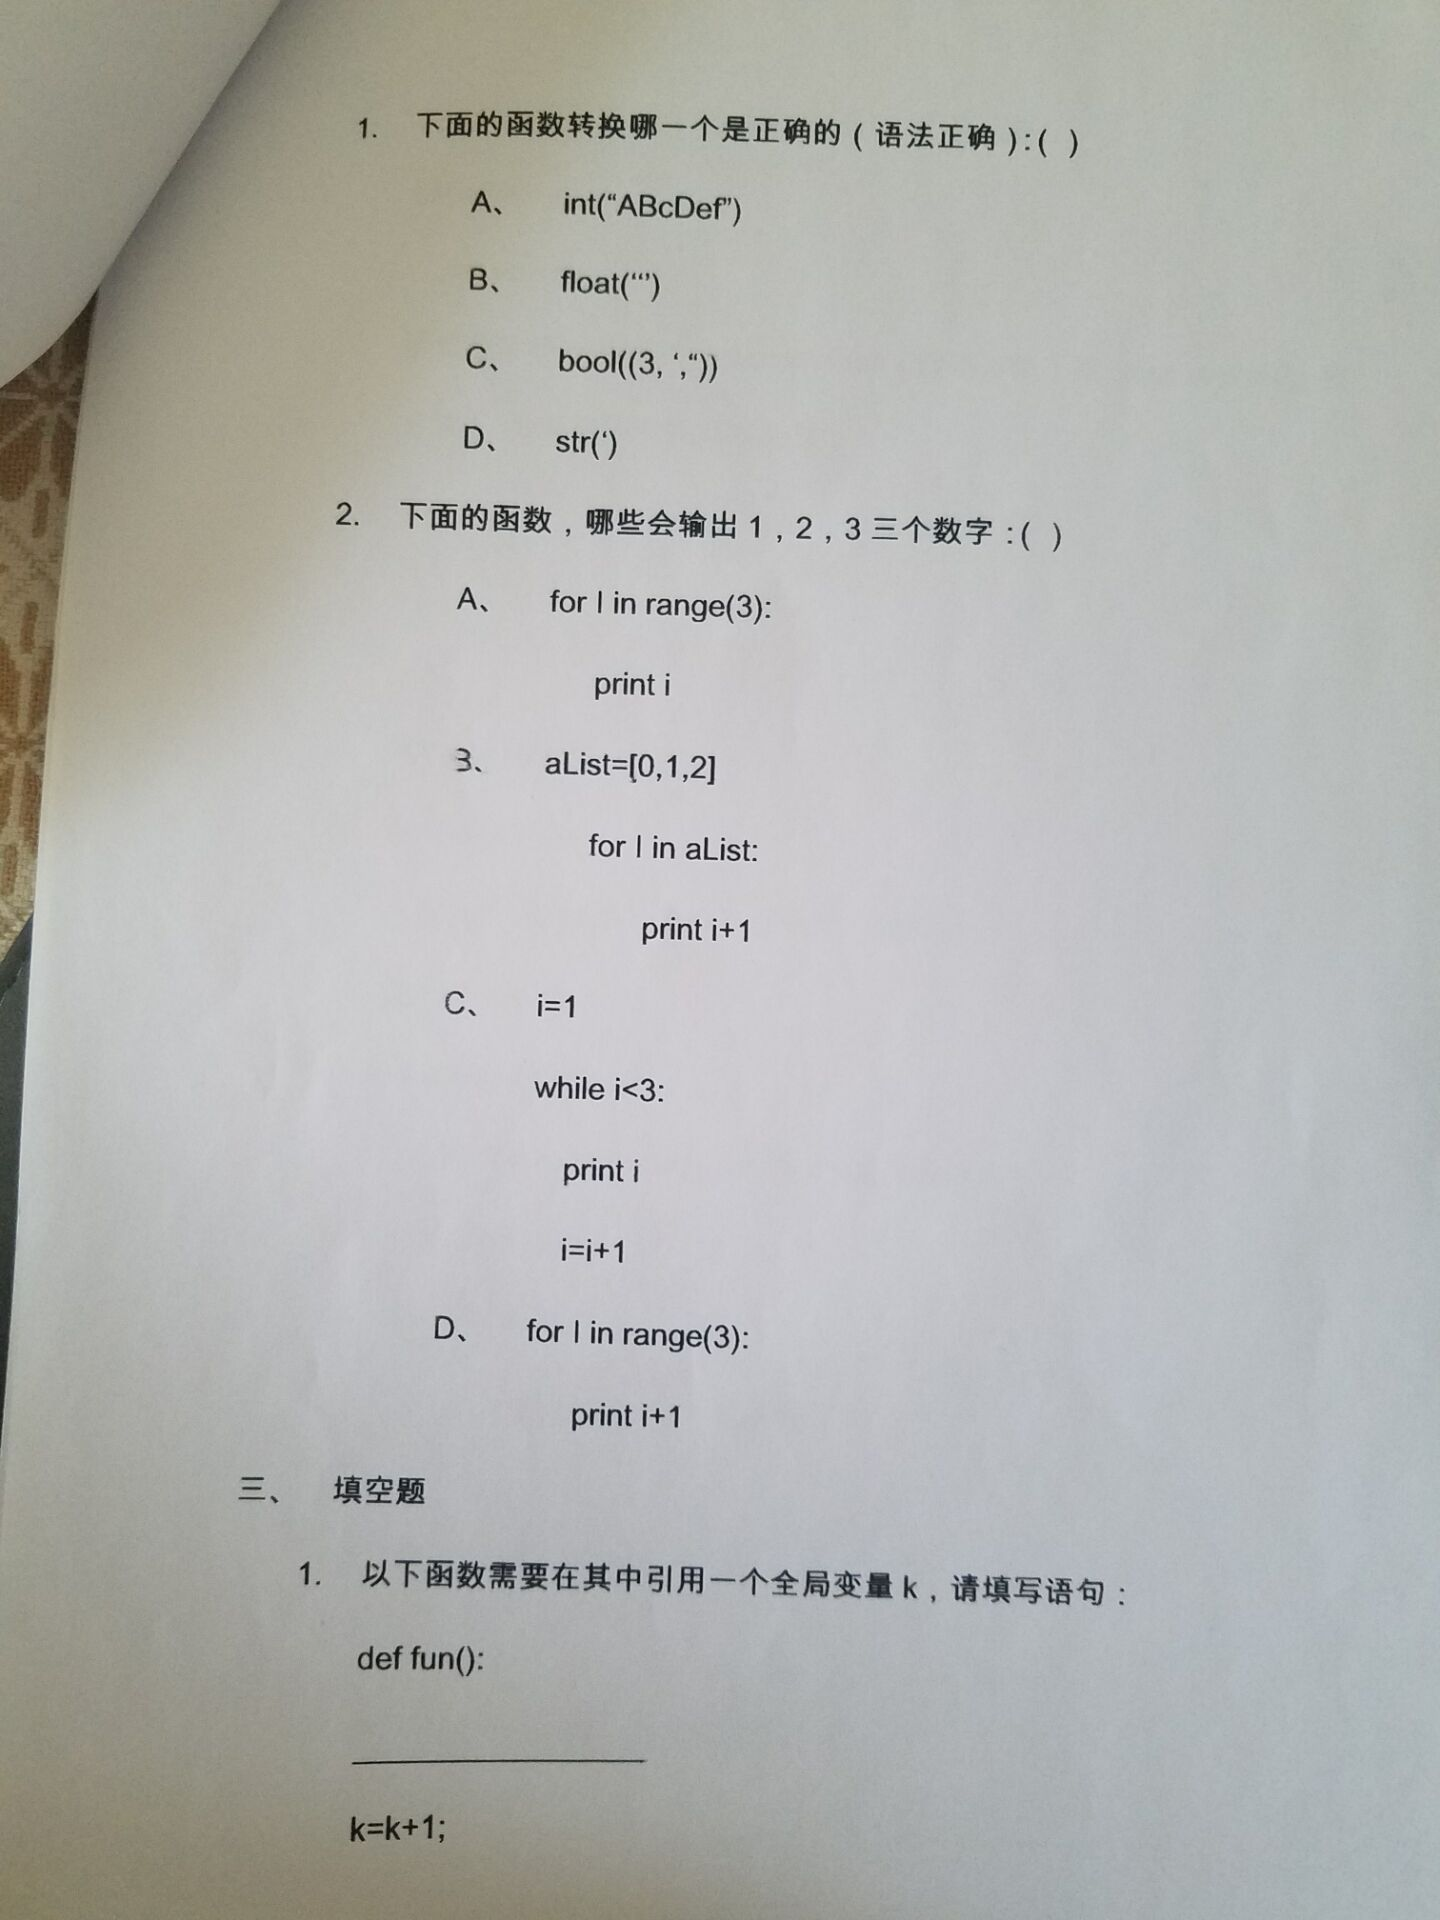 1. 下面的函数转换哪一个是正确的（语法正确）:( )
A、 int(“ABcDef”)
B、 float(“‘’)
C、 bool((3, ‘,“))
D、 str(‘)
2. 下面的函数，哪些会输出 1，2，3 三个数字：( )
A、 for I in range(3):
print i
B、 aList=[0,1,2]
for I in aList:
print i+1
C、 i=1
while i<3:
print i
i=i+1
D、 for I in range(3):
print i+1
三、 填空题
1. 以下函数需要在其中引用一个全局变量 k，请填写语句：
def fun():
k=k+1;